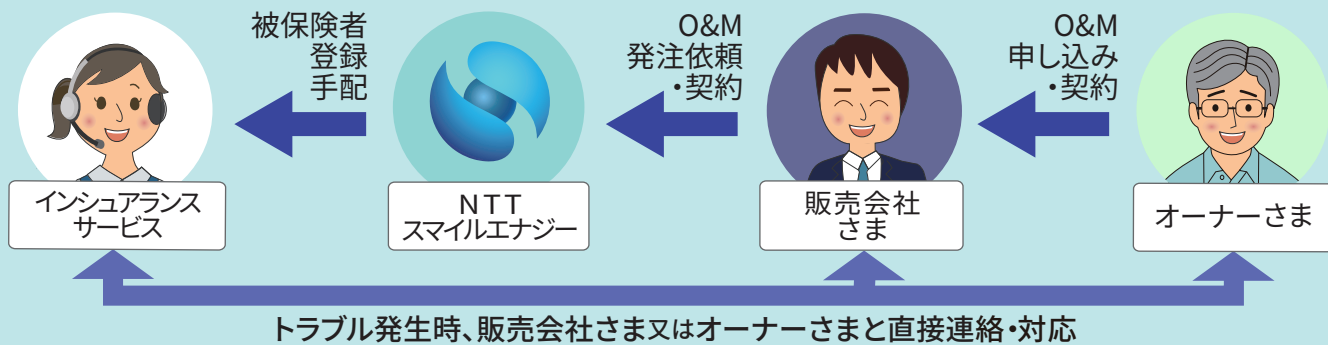 被保険者
登録
手配
O&M
発注依頼
・契約
O&M
申し込み
・契約
インシュアランス
サービス
NTT
スマイルエナジー
販売会社
さま
オーナーさま
トラブル発生時、販売会社さま又はオーナーさまと直接連絡・対応